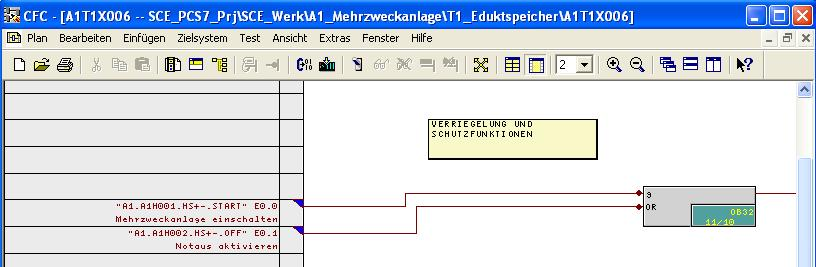 CFC - [A1T1X006 -- SCE_PCS7_Prj\SCE_Werk\A1_Mehrzweckanlage\T1_Eduktspeicher\A1T1X006]
Plan Bearbeiten Einfügen Zielsystem Test Ansicht Extras Fenster Hilfe
2
VERRIEGELUNG UND
SCHUTZFUNKTIONEN
"A1.A1H001.HS+-.START" E0.0
Mehrzweckanlage einschalten
"A1.A1H002.HS+-.OFF" E0.1
Notaus aktivieren
9
OR
OB32
11/10